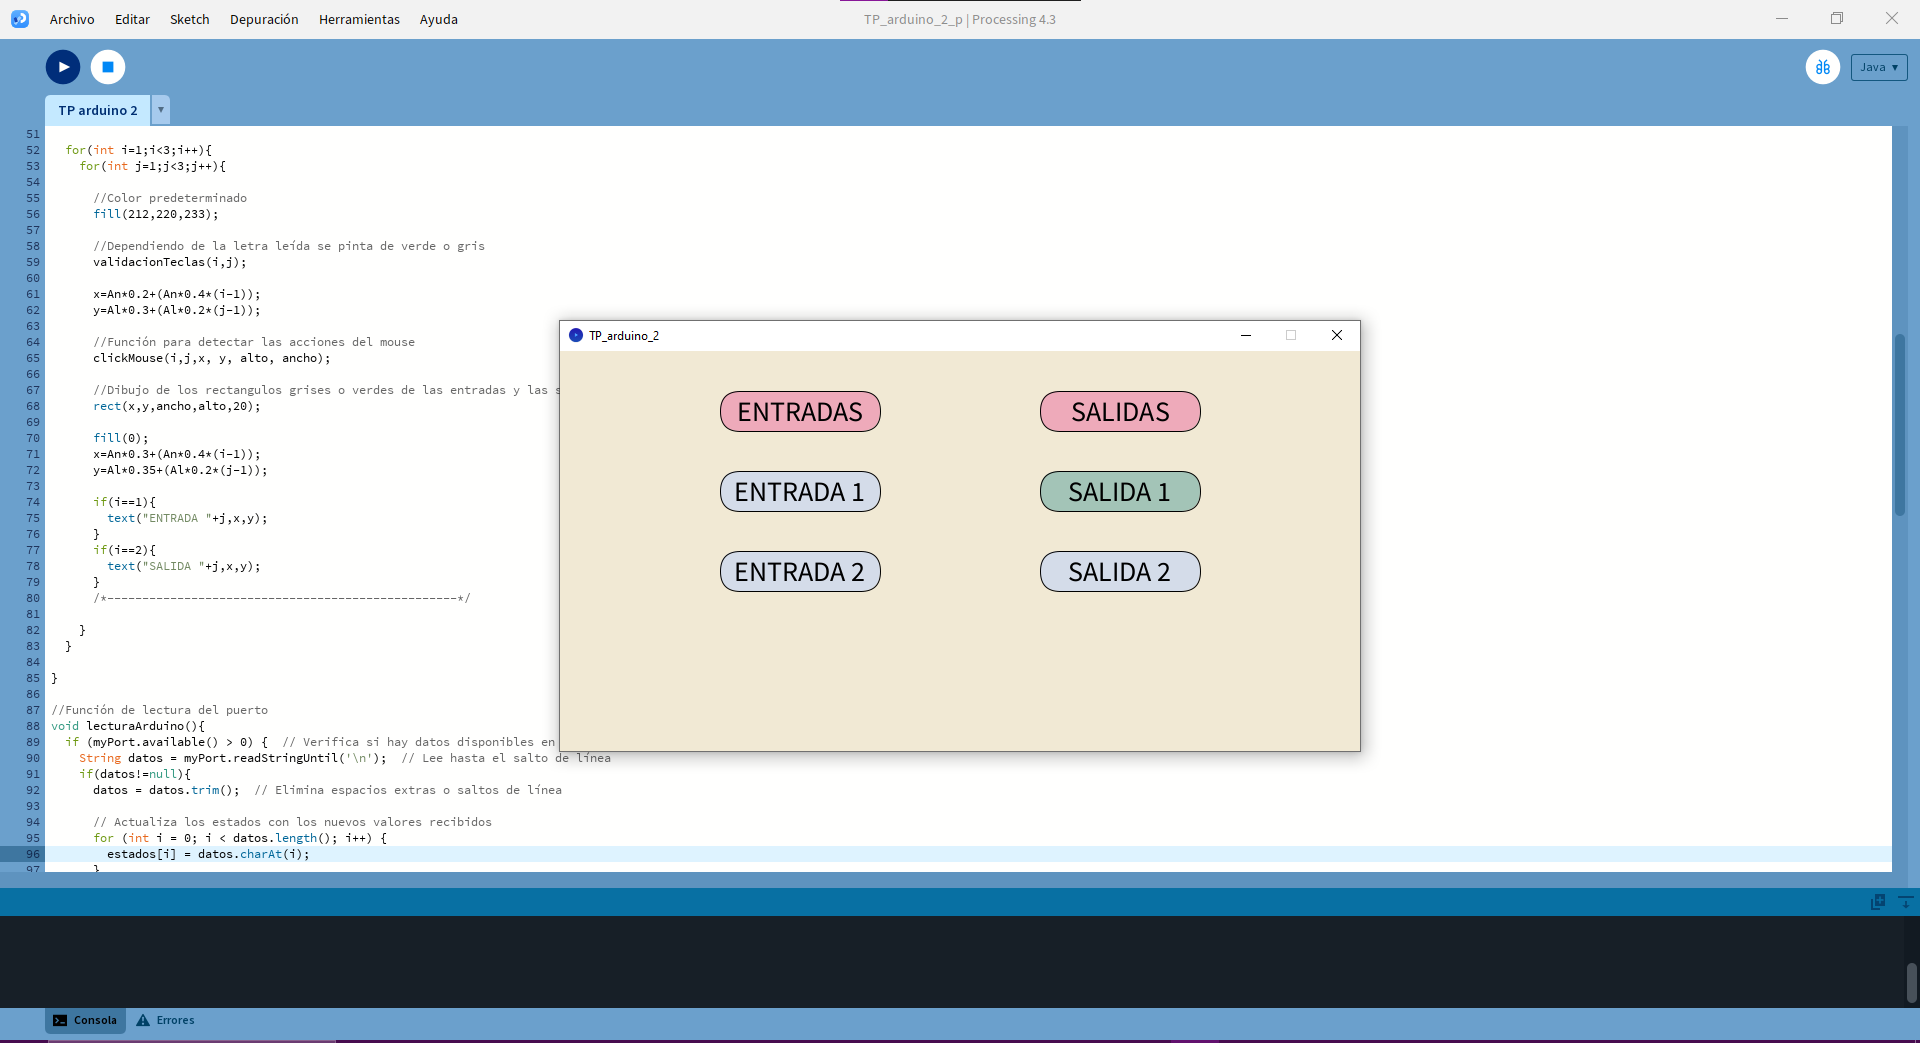 Archivo Editar Sketch Depuración Herramientas Ayuda
TP_arduino_2_p | Processing 4.3
Java ▾
TP arduino 2 ▾
51
52   for(int i=1;i<3;i++){
53     for(int j=1;j<3;j++){
54
55       //Color predeterminado
56       fill(212,220,233);
57
58       //Dependiendo de la letra leída se pinta de verde o gris
59       validacionTeclas(i,j);
60
61       x=An*0.2+(An*0.4*(i-1));
62       y=Al*0.3+(Al*0.2*(j-1));
63
64       //Función para detectar las acciones del mouse
65       clickMouse(i,j,x, y, alto, ancho);
66
67       //Dibujo de los rectangulos grises o verdes de las entradas y las s
68       rect(x,y,ancho,alto,20);
69
70       fill(0);
71       x=An*0.3+(An*0.4*(i-1));
72       y=Al*0.35+(Al*0.2*(j-1));
73
74       if(i==1){
75         text("ENTRADA "+j,x,y);
76       }
77       if(i==2){
78         text("SALIDA "+j,x,y);
79       }
80       /*--------------------------------------------------*/
81
82     }
83   }
84
85 }
86
87 //Función de lectura del puerto
88 void lecturaArduino(){
89   if (myPort.available() > 0) {  // Verifica si hay datos disponibles en
90     String datos = myPort.readStringUntil('\n');  // Lee hasta el salto de línea
91     if(datos!=null){
92       datos = datos.trim();  // Elimina espacios extras o saltos de línea
93
94       // Actualiza los estados con los nuevos valores recibidos
95       for (int i = 0; i < datos.length(); i++) {
96         estados[i] = datos.charAt(i);
97       }
TP_arduino_2
ENTRADAS SALIDAS
ENTRADA 1 SALIDA 1
ENTRADA 2 SALIDA 2
Consola Errores